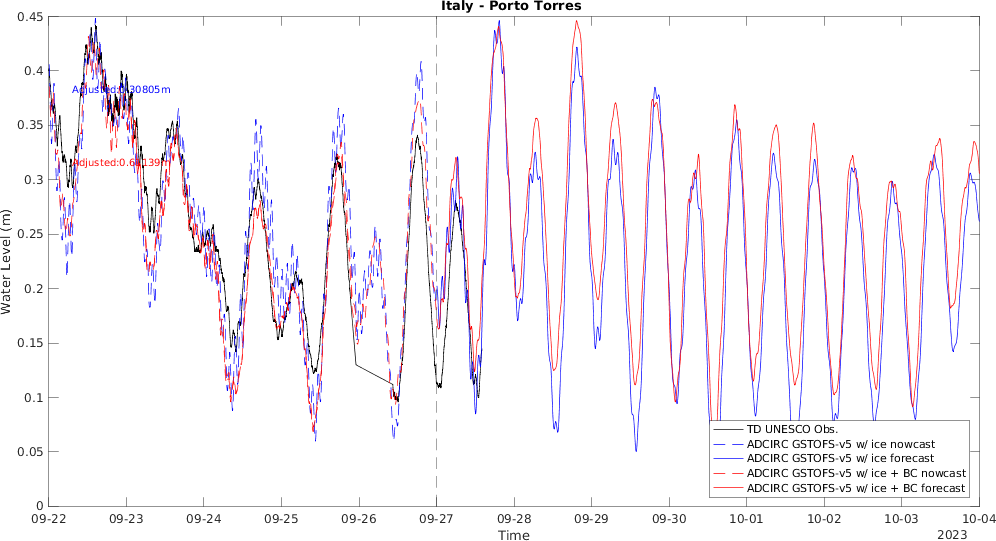 Italy - Porto Torres
Water Level (m)
0.45
0.4
0.35
0.3
0.25
0.2
0.15
0.1
0.05
0
Adjusted:0.30805m
TD UNESCO Obs.
ADCIRC GSTOFS-v5 w/ ice nowcast
ADCIRC GSTOFS-v5 w/ ice forecast
ADCIRC GSTOFS-v5 w/ ice + BC nowcast
ADCIRC GSTOFS-v5 w/ ice + BC forecast
09-22 09-23 09-24 09-25 09-26 09-27 09-28 09-29 09-30 10-01 10-02 10-03 10-04
Time
2023